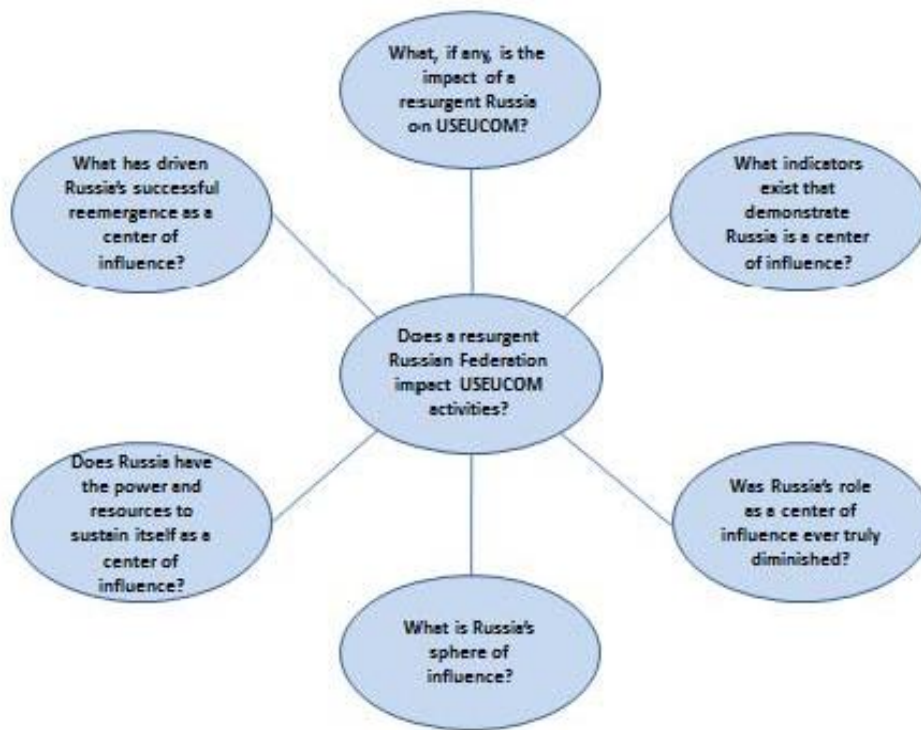 What, if any, is the
impact of a
resurgent Russia
on USEUCOM?
What has driven
Russia's successful
reemergence as a
center of
influence?
What indicators
exist that
demonstrate
Russia is a center
of influence?
Does a resurgent
Russian Federation
impact USEUCOM
activities?
Does Russia have
the power and
resources to
sustain itself as a
center of
influence?
Was Russia's role
as a center of
influence ever truly
diminished?
What is Russia's
sphere of
influence?